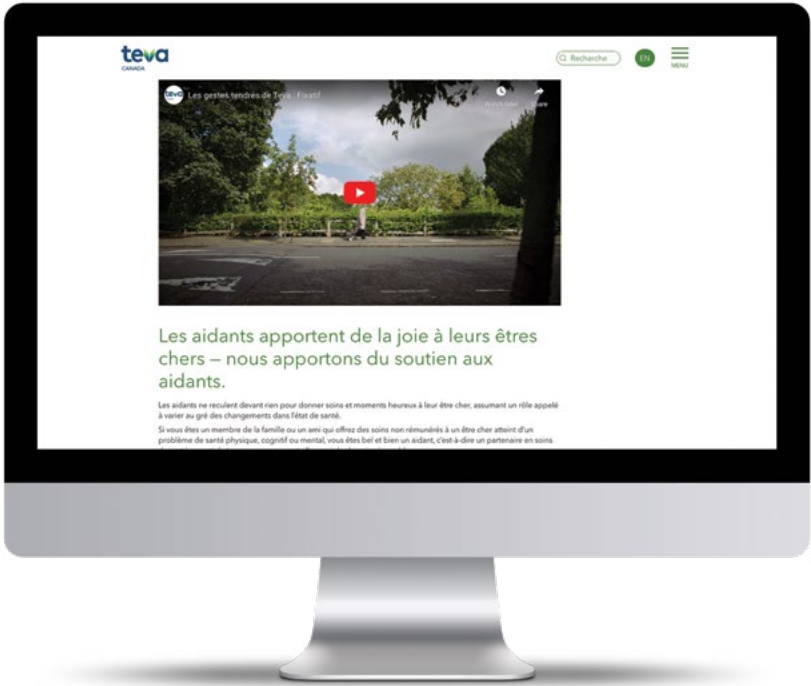 teva
CANADA
Recherche
EN
MENU
teva
Les gestes tendres de Teva : Fixatif
Watch later
Share
Les aidants apportent de la joie à leurs êtres
chers — nous apportons du soutien aux
aidants.
Les aidants ne reculent devant rien pour donner soins et moments heureux à leur être cher, assumant un rôle appelé
à varier au gré des changements dans l'état de santé.
Si vous êtes un membre de la famille ou un ami qui offrez des soins non rémunérés à un être cher atteint d'un
problème de santé physique, cognitif ou mental, vous êtes bel et bien un aidant, c'est-à-dire un partenaire en soins